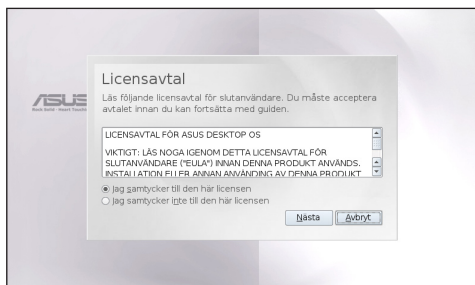 Licensavtal
Läs följande licensavtal för slutanvändare. Du måste acceptera
avtalet innan du kan fortsätta med guiden.
ASUS
LICENSAVTAL FÖR ASUS DESKTOP OS
VIKTIGT: LÄS NOGA IGENOM DETTA LICENSAVTAL FÖR
SLUTANVÄNDARE ("EULA") INNAN DENNA PRODUKT ANVÄNDS.
INSTALLATION ELLER ANNAN ANVÄNDING AV DENNA PRODUKT
Jag samtycker till den här licensen
Jag samtycker inte till den här licensen
Nästa
Avbryt